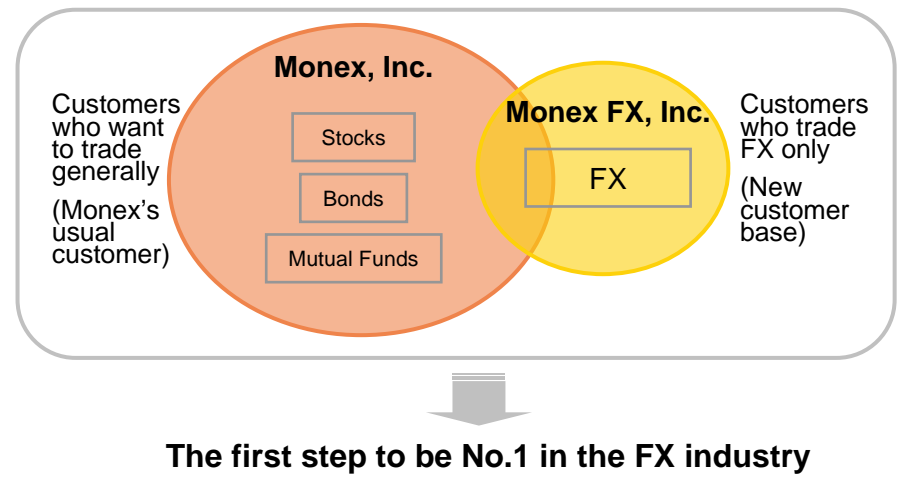 Monex, Inc.
Customers
who want
to trade
generally
(Monex’s
usual
customer)
Stocks
Bonds
Mutual Funds
Monex FX, Inc.
FX
Customers
who trade
FX only
(New
customer
base)
The first step to be No.1 in the FX industry